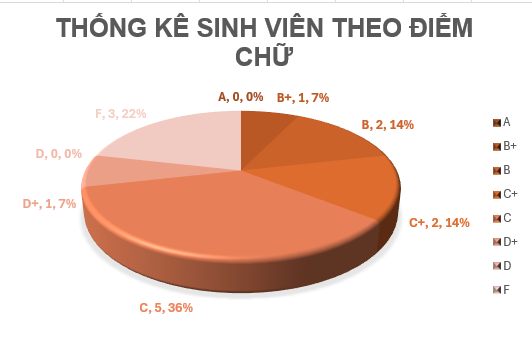 THỐNG KÊ SINH VIÊN THEO ĐIỂM
CHỮ
A, 0, 0%
B+, 1, 7%
B, 2, 14%
C+, 2, 14%
C, 5, 36%
D+, 1, 7%
D, 0, 0%
F, 3, 22%
A
B+
B
C+
C
D+
D
F